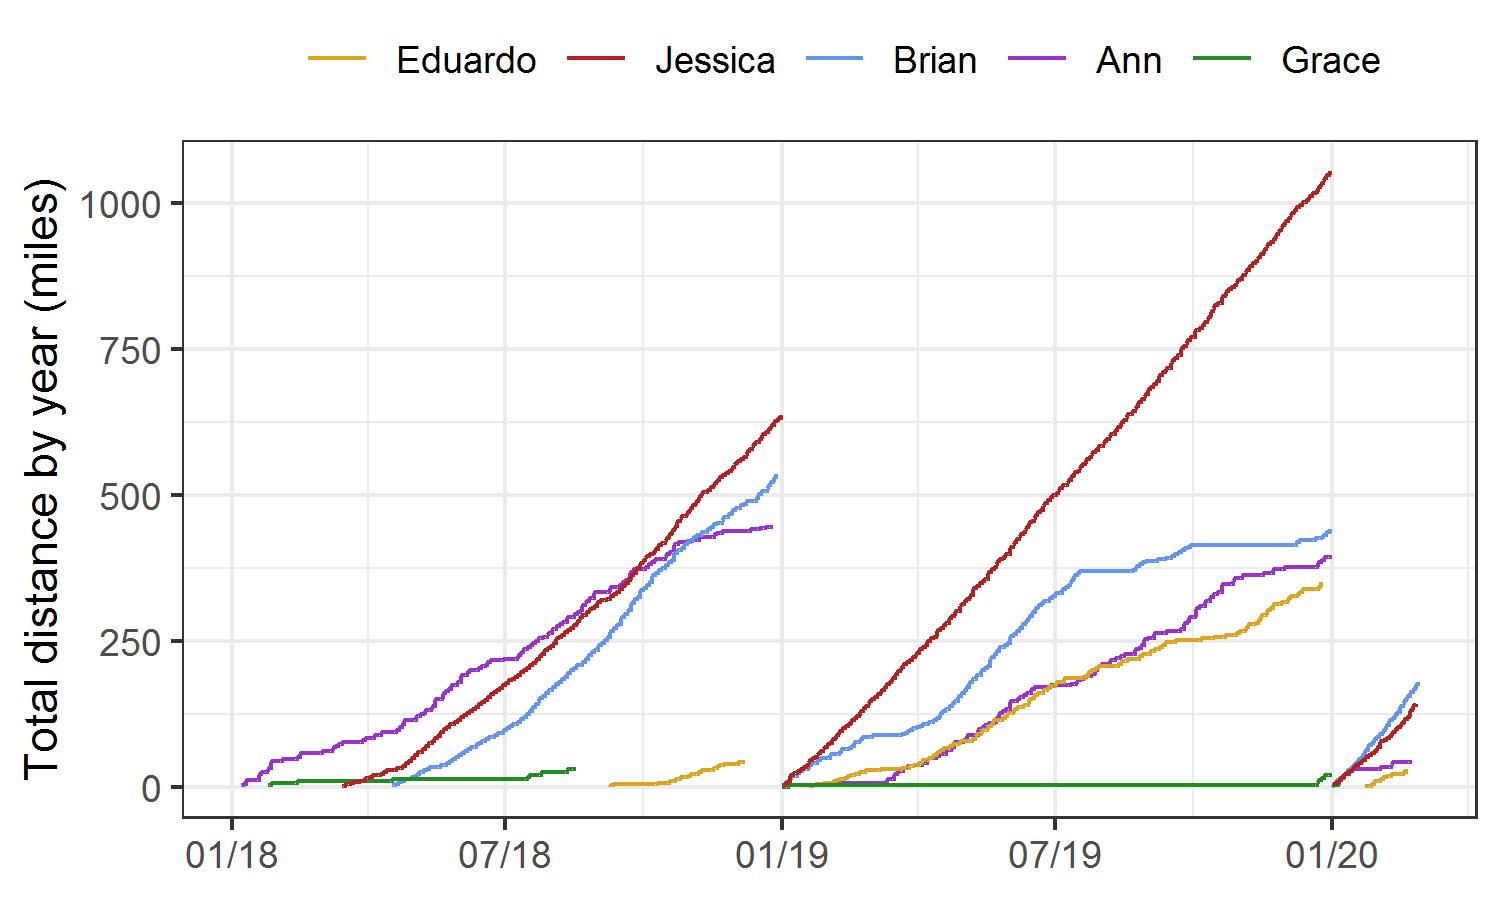 Eduardo Jessica Brian Ann Grace
Total distance by year (miles)
1000
750
500
250
0
01/18 07/18 01/19 07/19 01/20